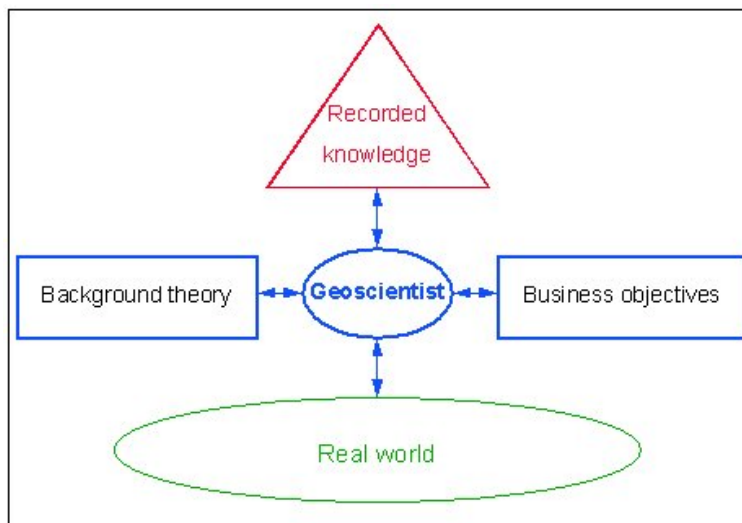 Recorded
knowledge
Background theory
Geoscientist
Business objectives
Real world